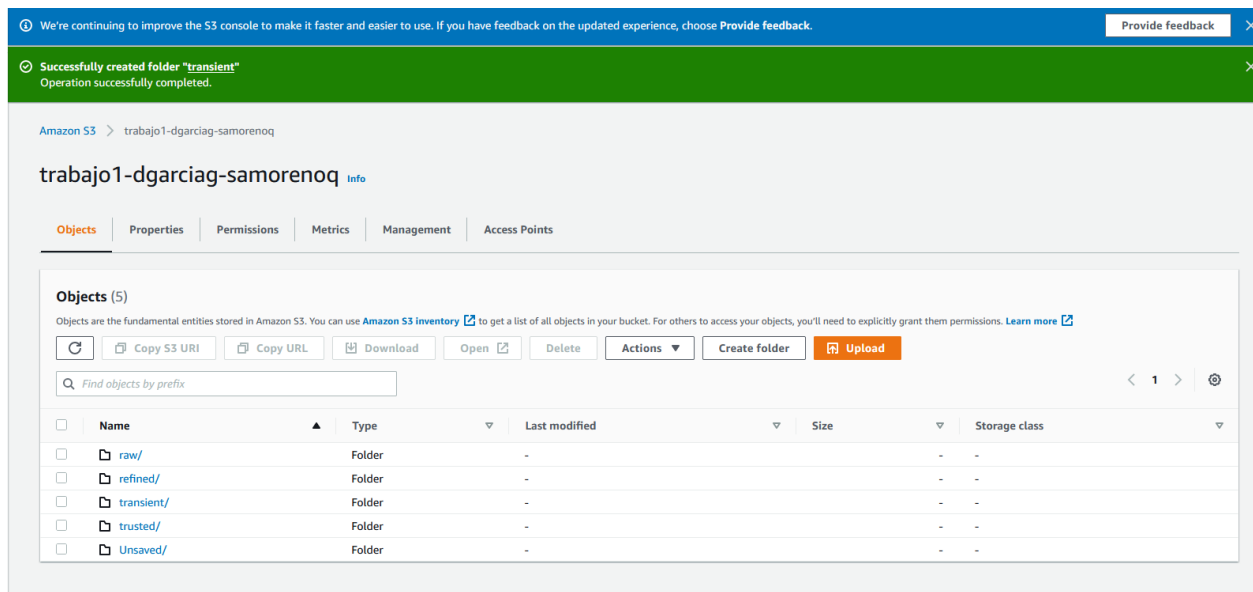 We're continuing to improve the S3 console to make it faster and easier to use. If you have feedback on the updated experience, choose Provide feedback.
Provide feedback
Successfully created folder "transient"
Operation successfully completed.
Amazon S3 > trabajo1-dgarciag-samorenoq
trabajo1-dgarciag-samorenoq Info
Objects Properties Permissions Metrics Management Access Points
Objects (5)
Objects are the fundamental entities stored in Amazon S3. You can use Amazon S3 inventory to get a list of all objects in your bucket. For others to access your objects, you'll need to explicitly grant them permissions. Learn more
Copy S3 URI Copy URL Download Open Delete Actions Create folder Upload
Find objects by prefix
1
Name Type Last modified Size Storage class
raw/ Folder - - -
refined/ Folder - - -
transient/ Folder - - -
trusted/ Folder - - -
Unsaved/ Folder - - -